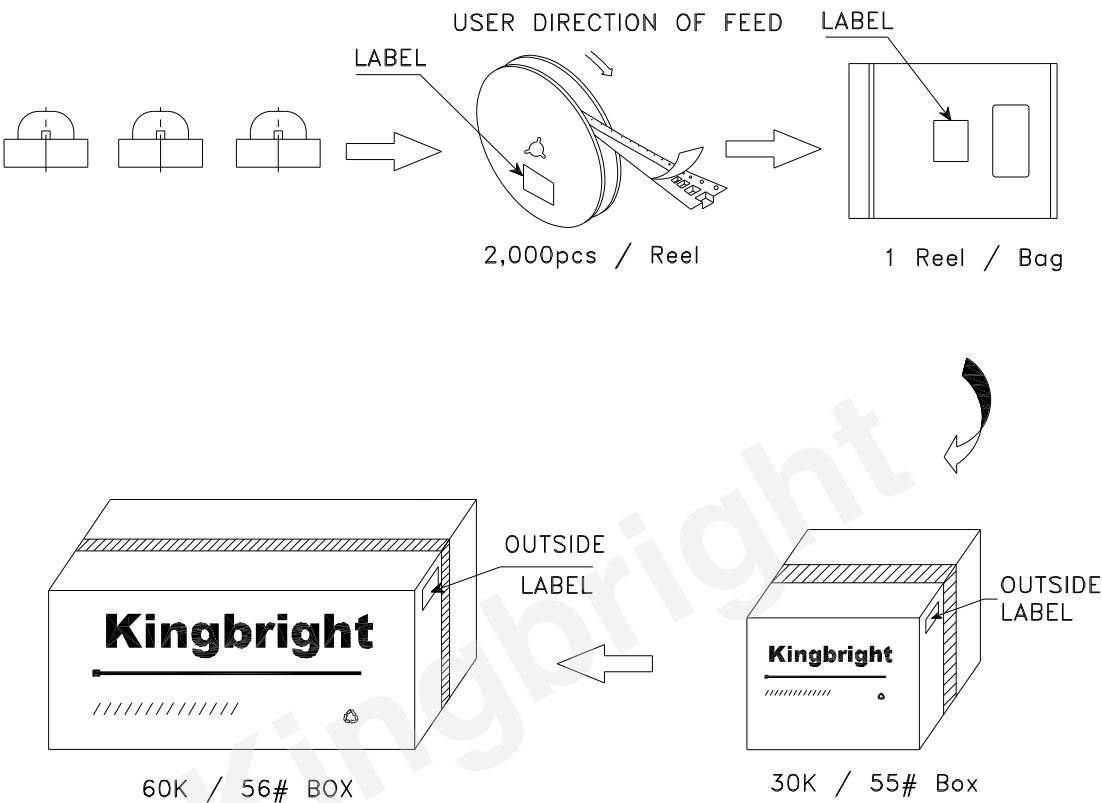 USER DIRECTION OF FEED
LABEL
LABEL
2,000pcs / Reel
1 Reel / Bag
OUTSIDE
LABEL
Kingbright
60K / 56# BOX
OUTSIDE
LABEL
Kingbright
30K / 55# Box
Kingbright